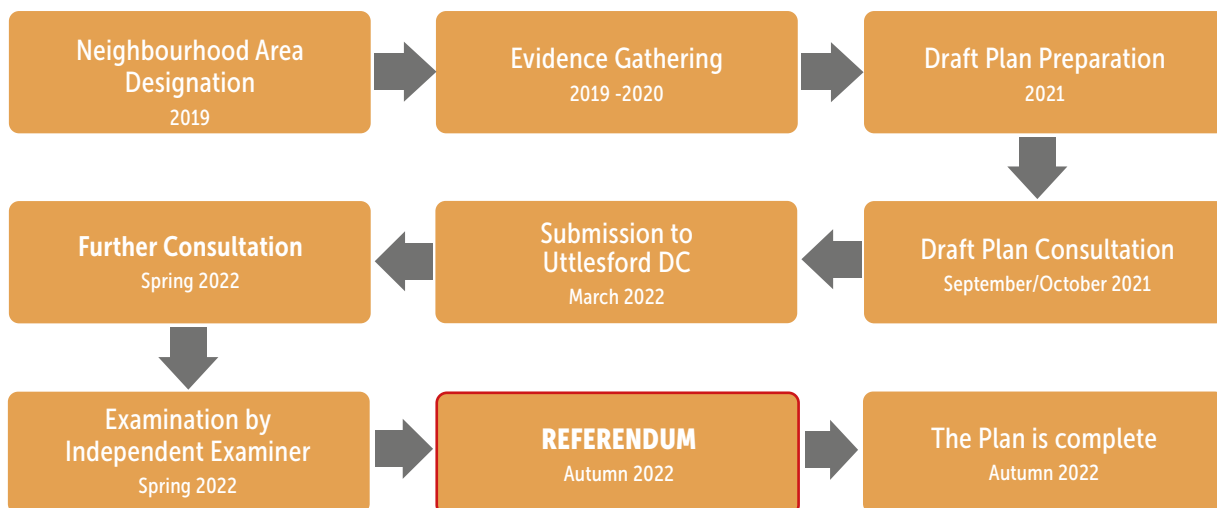 Neighbourhood Area
Designation
2019
Evidence Gathering
2019 -2020
Draft Plan Preparation
2021
Draft Plan Consultation
September/October 2021
Submission to
Uttlesford DC
March 2022
Further Consultation
Spring 2022
Examination by
Independent Examiner
Spring 2022
REFERENDUM
Autumn 2022
The Plan is complete
Autumn 2022